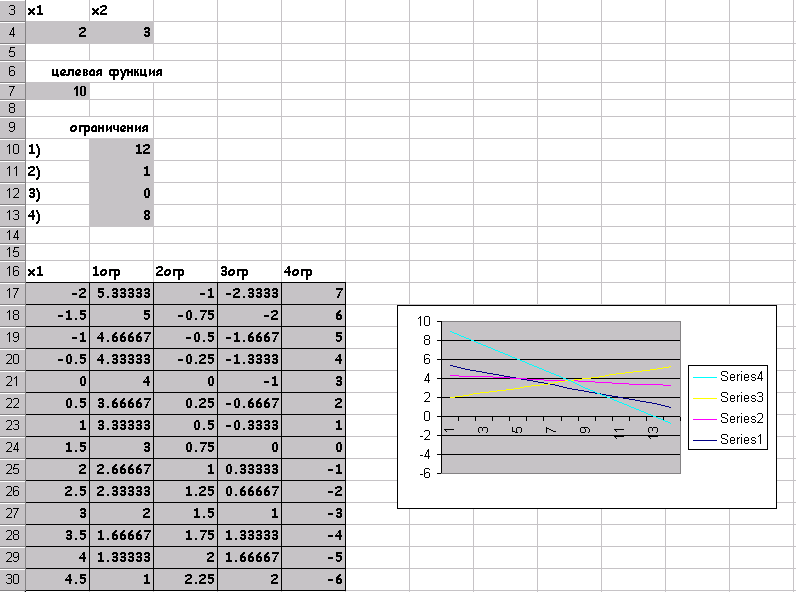 3 x1 x2
4 2 3
5
6 целевая функция
7 10
8
9 ограничения
10 1) 12
11 2) 1
12 3) 0
13 4) 8
14
15
16 x1 1огр 2огр 3огр 4огр
17 -2 5.33333 -1 -2.3333 7
18 -1.5 5 -0.75 -2 6
19 -1 4.66667 -0.5 -1.6667 5
20 -0.5 4.33333 -0.25 -1.3333 4
21 0 4 0 -1 3
22 0.5 3.66667 0.25 -0.6667 2
23 1 3.33333 0.5 -0.3333 1
24 1.5 3 0.75 0 0
25 2 2.66667 1 0.33333 -1
26 2.5 2.33333 1.25 0.66667 -2
27 3 2 1.5 1 -3
28 3.5 1.66667 1.75 1.33333 -4
29 4 1.33333 2 1.66667 -5
30 4.5 1 2.25 2 -6
10
8
6
4
2
0
-2
-4
-6
1 3 5 7 9 11 13
Series4
Series3
Series2
Series1